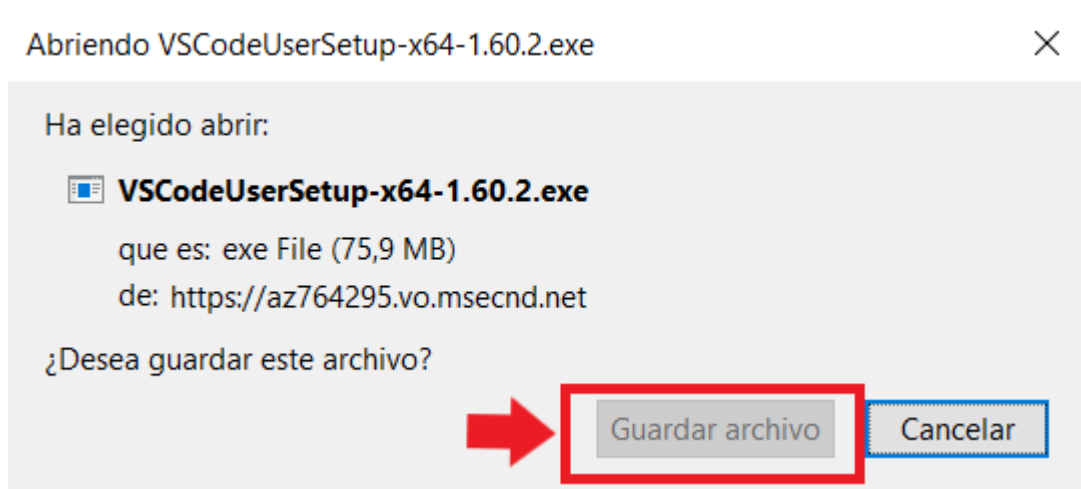 Abriendo VSCodeUserSetup-x64-1.60.2.exe
Ha elegido abrir:
VSCodeUserSetup-x64-1.60.2.exe
que es: exe File (75,9 MB)
de: https://az764295.vo.msecnd.net
¿Desea guardar este archivo?
Guardar archivo Cancelar